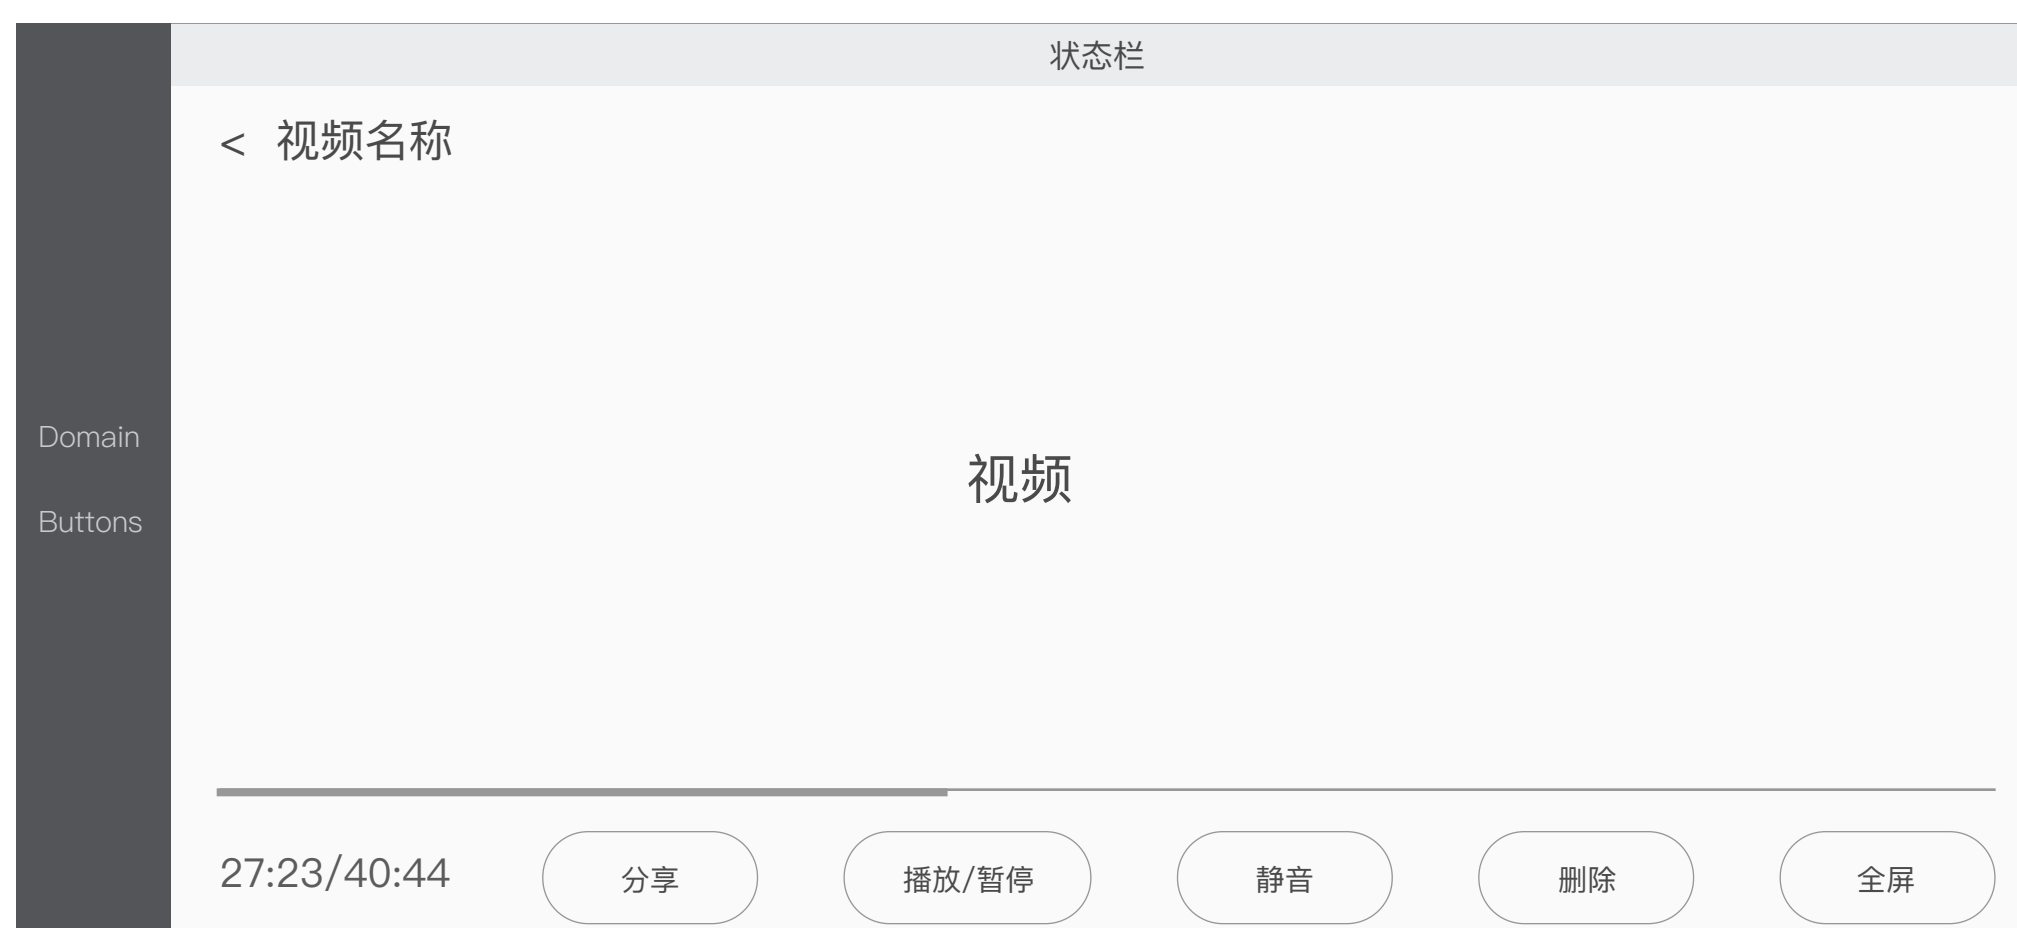 状态栏
< 视频名称
Domain
Buttons
视频
27:23/40:44
分享
播放/暂停
静音
删除
全屏